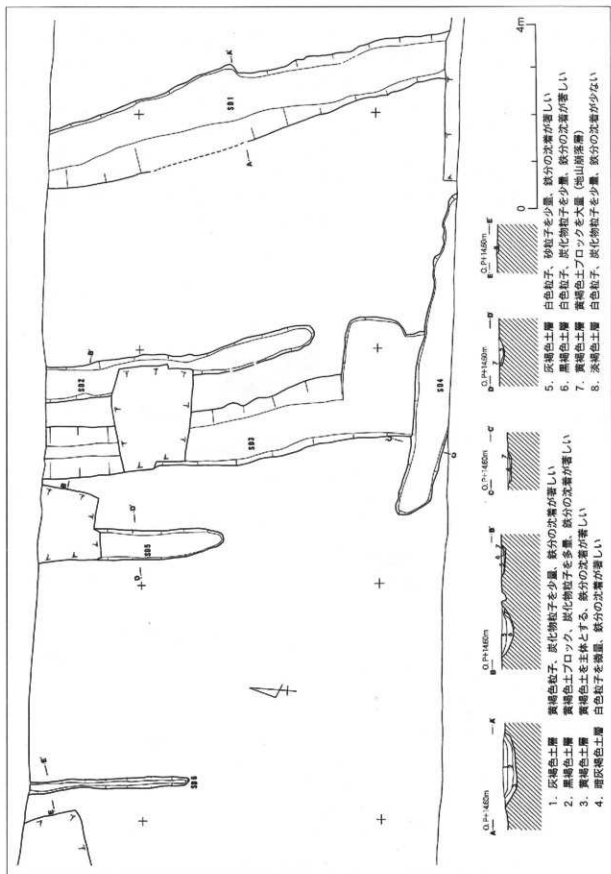 A'
SD1
A
B'
SD2
SD3
B
C'
C
SD4
D'
SD5
D
E'
SD6
E
0 4m
O.P+14.60m
A A'
O.P+14.60m
B B'
O.P+14.60m
C C'
O.P+14.60m
D D'
O.P+14.60m
E E'
1. 灰褐色土層 黄褐色粒子、炭化物粒子を少量、鉄分の沈着が著しい
2. 黒褐色土層 黄褐色土ブロック、炭化物粒子を多量、鉄分の沈着が著しい
3. 黄褐色土層 黄褐色土を主体とする、鉄分の沈着が著しい
4. 暗灰褐色土層 白色粒子を微量、鉄分の沈着が著しい
5. 灰褐色土層 白色粒子、砂粒子を少量、鉄分の沈着が著しい
6. 黒褐色土層 白色粒子、炭化物粒子を少量、鉄分の沈着が著しい
7. 黄褐色土層 黄褐色土ブロックを大量(地山崩落層)
8. 淡褐色土層 白色粒子、炭化物粒子を少量、鉄分の沈着が少ない